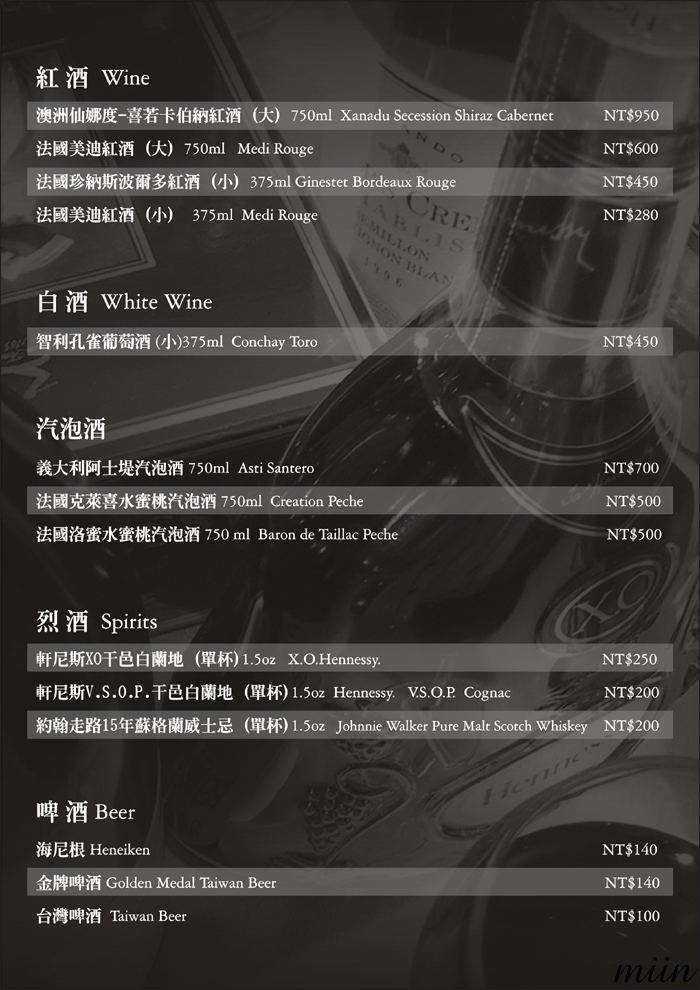 紅酒 Wine
澳洲仙娜度-喜若卡伯納紅酒 (大) 750ml Xanadu Secession Shiraz Cabernet NT$950
法國美迪紅酒 (大) 750ml Medi Rouge NT$600
法國珍納斯波爾多紅酒 (小) 375ml Ginestet Bordeaux Rouge NT$450
法國美迪紅酒 (小) 375ml Medi Rouge NT$280
白酒 White Wine
智利孔雀葡萄酒 (小)375ml Conchay Toro NT$450
汽泡酒
義大利阿士堤汽泡酒 750ml Asti Santero NT$700
法國克萊喜水蜜桃汽泡酒 750ml Creation Peche NT$500
法國洛蜜水蜜桃汽泡酒 750 ml Baron de Taillac Peche NT$500
烈酒 Spirits
軒尼斯XO干邑白蘭地 (單杯) 1.5oz X.O.Hennessy. NT$250
軒尼斯V.S.O.P.干邑白蘭地 (單杯) 1.5oz Hennessy. V.S.O.P. Cognac NT$200
約翰走路15年蘇格蘭威士忌 (單杯) 1.5oz Johnnie Walker Pure Malt Scotch Whiskey NT$200
啤酒 Beer
海尼根 Heneiken NT$140
金牌啤酒 Golden Medal Taiwan Beer NT$140
台灣啤酒 Taiwan Beer NT$100
XO
miin